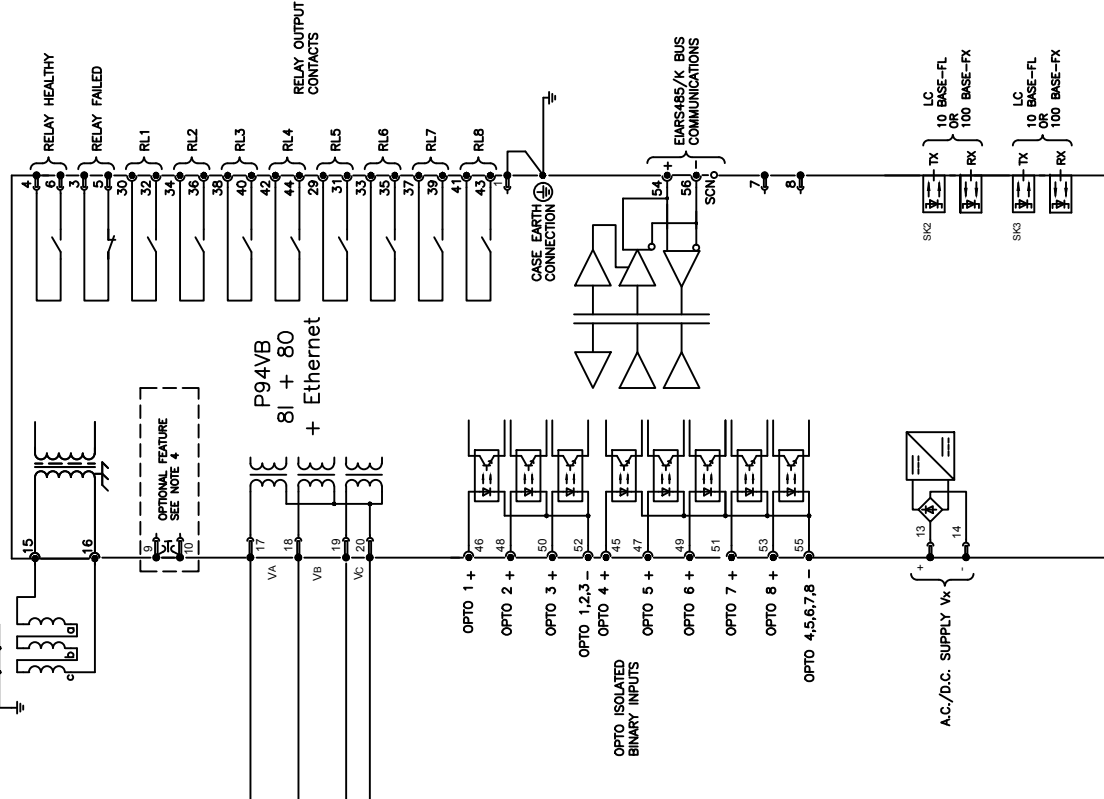 RELAY HEALTHY
RELAY FAILED
RL1
RL2
RL3
RL4
RL5
RL6
RL7
RL8
RELAY OUTPUT
CONTACTS
4
6
3
5
30
32
34
36
38
40
42
44
29
31
33
35
37
39
41
43
1
CASE EARTH
CONNECTION
EIARS485/K BUS
COMMUNICATIONS
54 +
56 -
SCN
7
8
LC
10 BASE-FL
OR
100 BASE-FX
TX
RX
SK2
LC
10 BASE-FL
OR
100 BASE-FX
TX
RX
SK3
P94VB
8I + 8O
+ Ethernet
15
16
a
b
c
OPTIONAL FEATURE
SEE NOTE 4
9
10
17
18
19
20
VA
VB
VC
46
48
50
52
45
47
49
51
53
55
OPTO 1 +
OPTO 2 +
OPTO 3 +
OPTO 1,2,3 -
OPTO 4 +
OPTO 5 +
OPTO 6 +
OPTO 7 +
OPTO 8 +
OPTO 4,5,6,7,8 -
OPTO ISOLATED
BINARY INPUTS
13
14
+
-
A.C./D.C. SUPPLY Vx